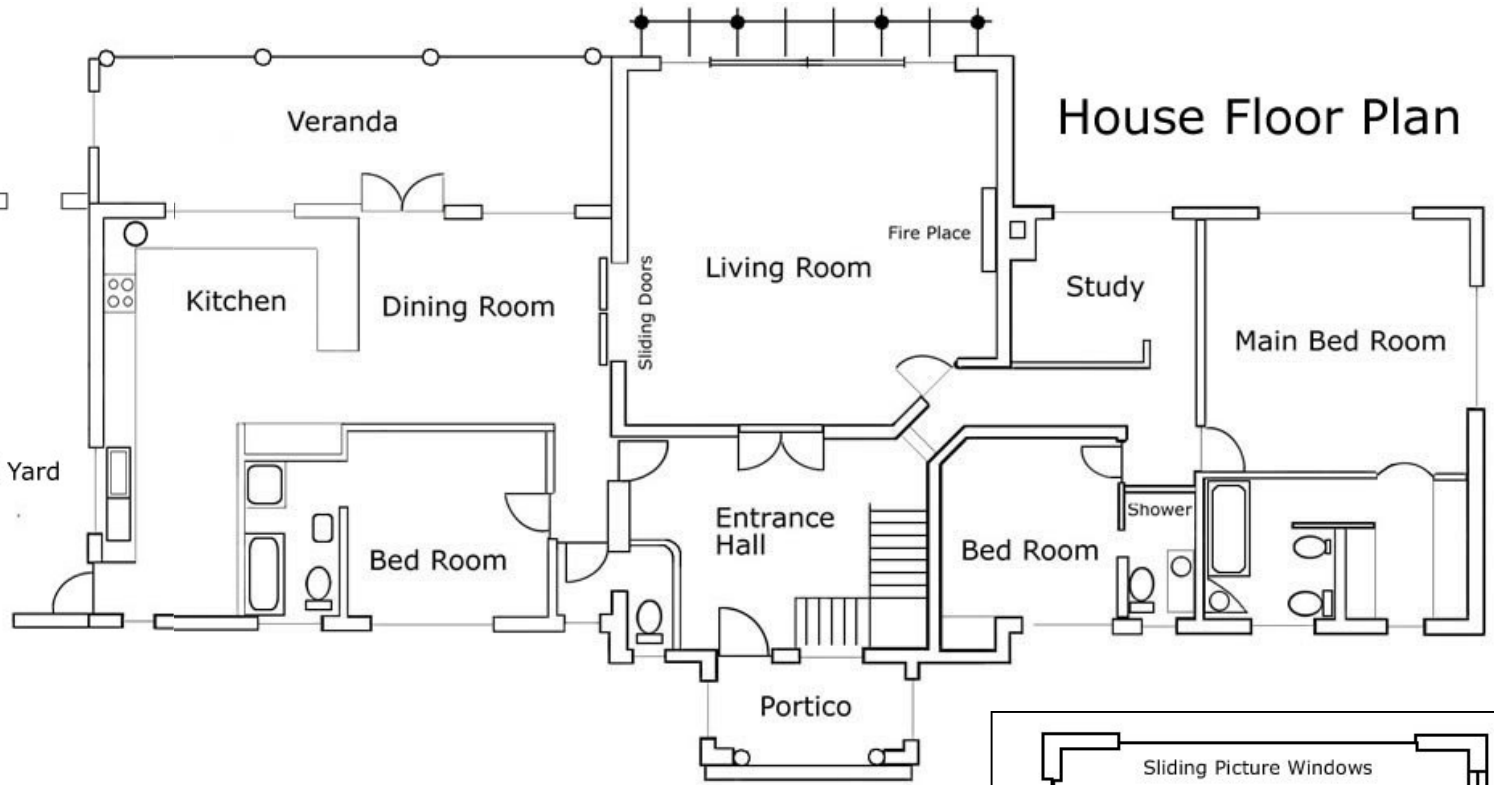 House Floor Plan
Veranda
Fire Place
Living Room
Sliding Doors
Study
Kitchen
Dining Room
Main Bed Room
Yard
Shower
Entrance
Hall
Bed Room
Bed Room
Portico
Sliding Picture Windows